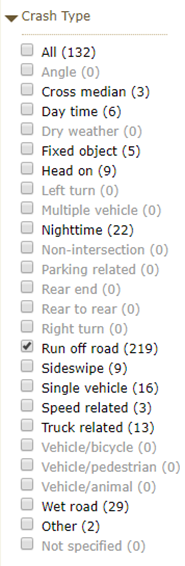 Crash Type
All (132)
Angle (0)
Cross median (3)
Day time (6)
Dry weather (0)
Fixed object (5)
Head on (9)
Left turn (0)
Multiple vehicle (0)
Nighttime (22)
Non-intersection (0)
Parking related (0)
Rear end (0)
Rear to rear (0)
Right turn (0)
Run off road (219)
Sideswipe (9)
Single vehicle (16)
Speed related (3)
Truck related (13)
Vehicle/bicycle (0)
Vehicle/pedestrian (0)
Vehicle/animal (0)
Wet road (29)
Other (2)
Not specified (0)